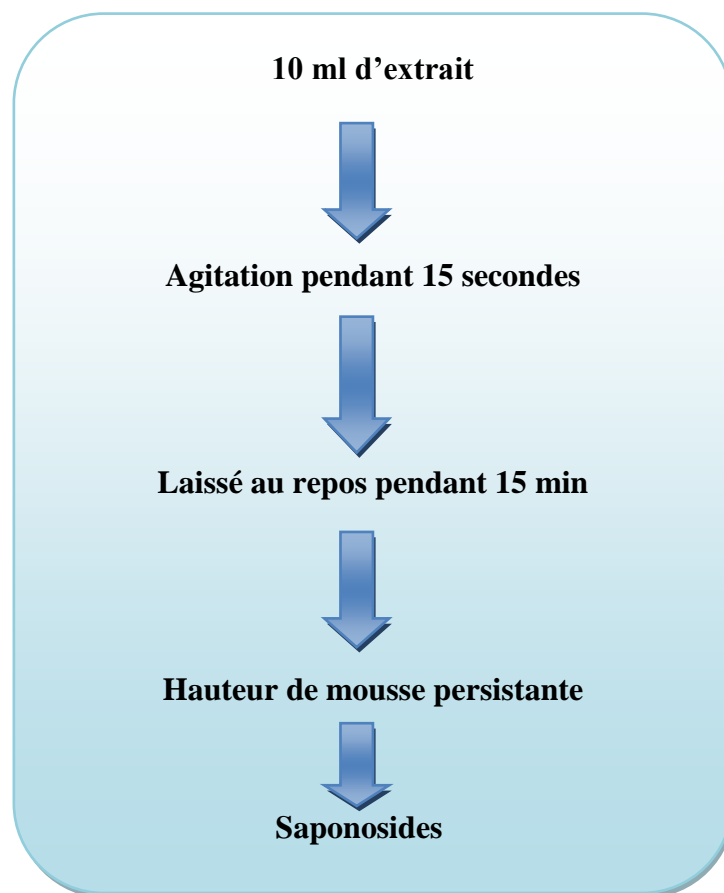 10 ml d’extrait
Agitation pendant 15 secondes
Laissé au repos pendant 15 min
Hauteur de mousse persistante
Saponosides